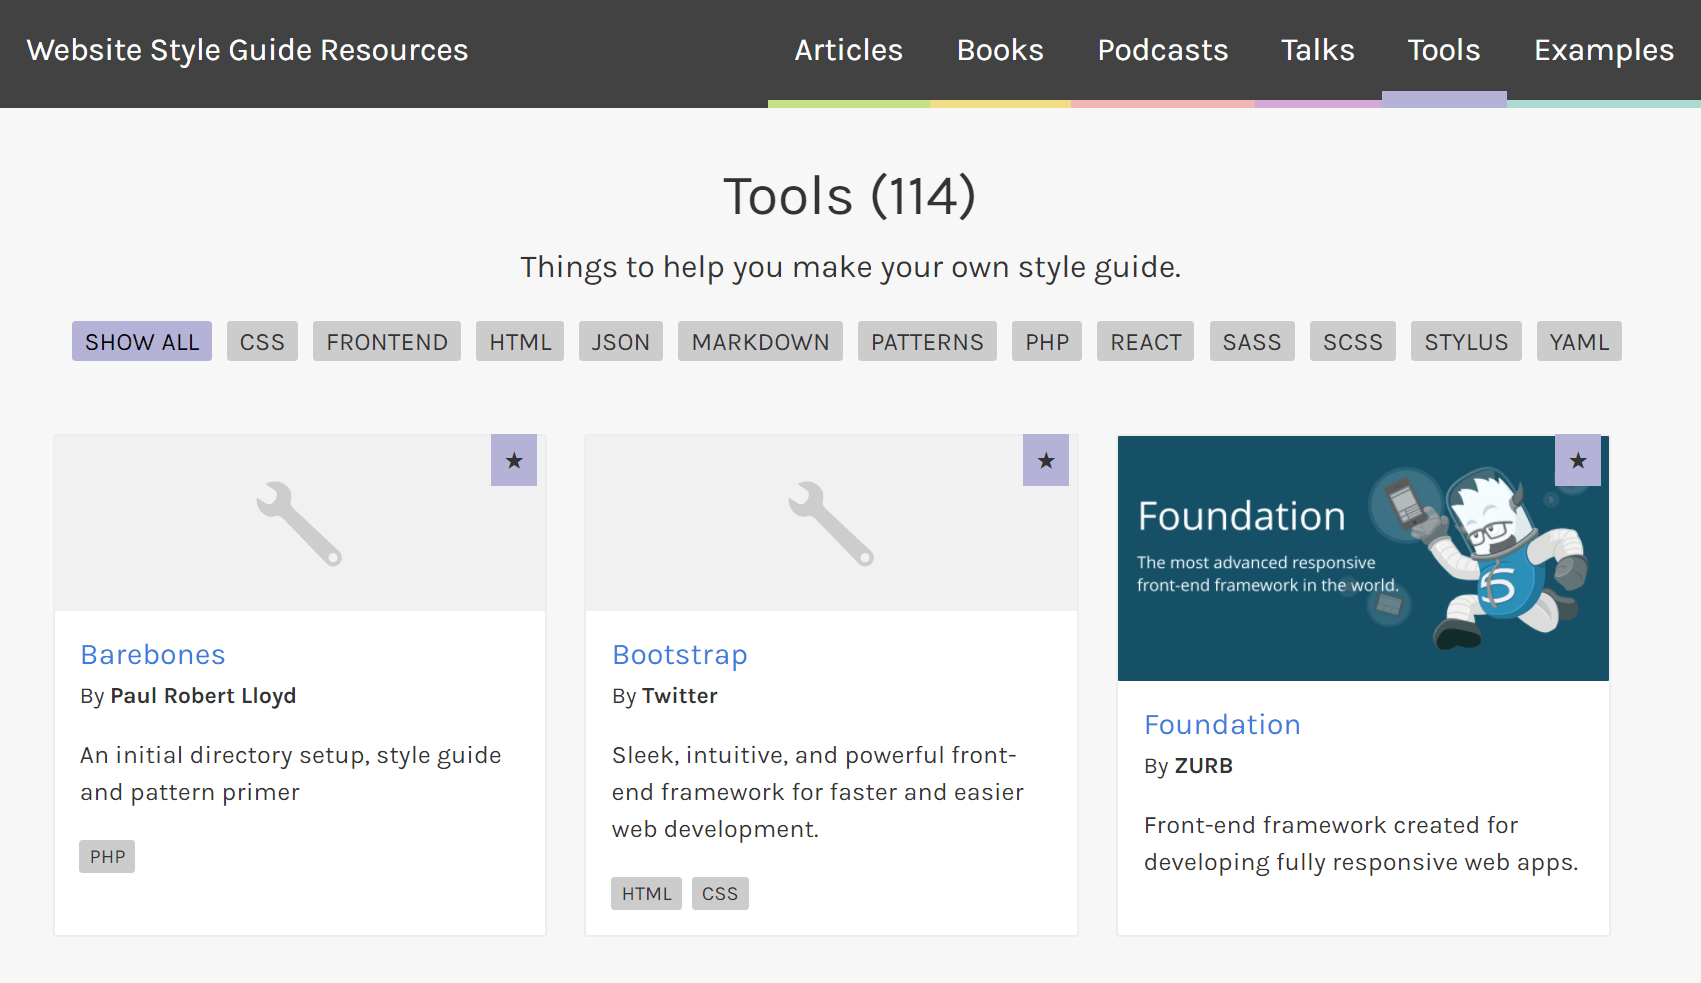 Website Style Guide Resources
Articles
Books
Podcasts
Talks
Tools
Examples
Tools (114)
Things to help you make your own style guide.
SHOW ALL
CSS
FRONTEND
HTML
JSON
MARKDOWN
PATTERNS
PHP
REACT
SASS
SCSS
STYLUS
YAML
★
Barebones
By Paul Robert Lloyd
An initial directory setup, style guide
and pattern primer
PHP
★
Bootstrap
By Twitter
Sleek, intuitive, and powerful front-
end framework for faster and easier
web development.
HTML
CSS
★
Foundation
The most advanced responsive
front-end framework in the world.
5
Foundation
By ZURB
Front-end framework created for
developing fully responsive web apps.